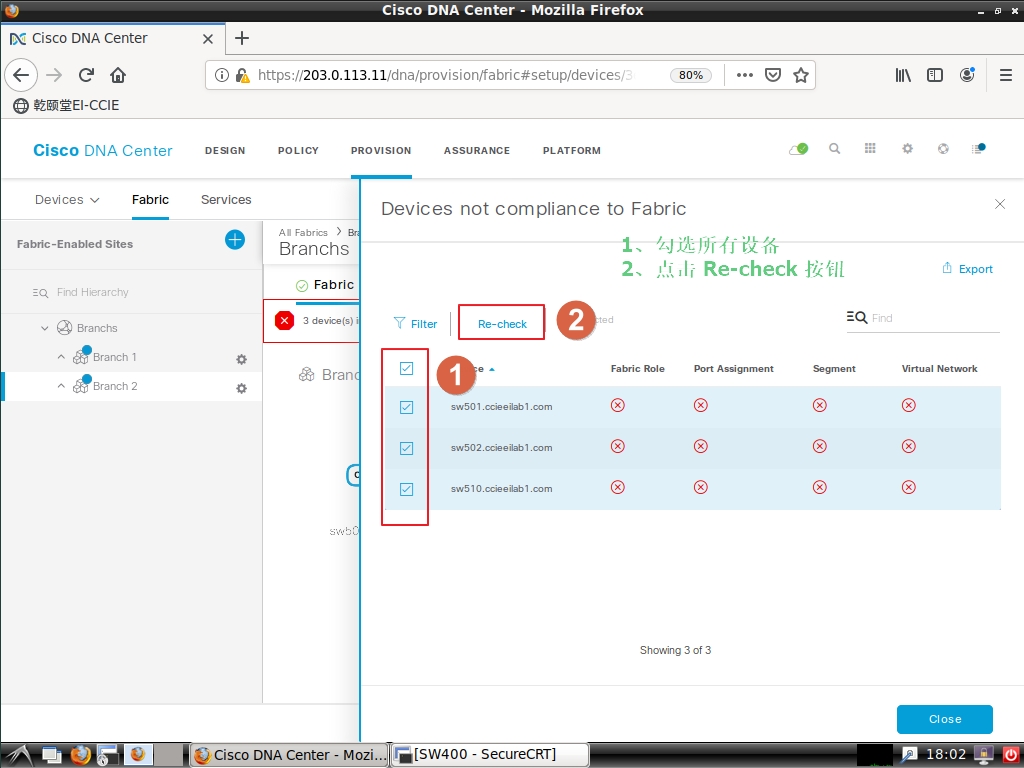 Cisco DNA Center - Mozilla Firefox
Cisco DNA Center
https://203.0.113.11/dna/provision/fabric#setup/devices/3
80%
乾颐堂EI-CCIE
Cisco DNA Center
DESIGN
POLICY
PROVISION
ASSURANCE
PLATFORM
Devices
Fabric
Services
Fabric-Enabled Sites
Find Hierarchy
Branchs
Branch 1
Branch 2
All Fabrics
Bra
Branchs
Fabric
3 device(s) i
Branc
sw50
Devices not compliance to Fabric
1、勾选所有设备
2、点击 Re-check 按钮
Export
Filter
Re-check
2
cted
Find
1
ce
Fabric Role
Port Assignment
Segment
Virtual Network
sw501.ccieeilab1.com
sw502.ccieeilab1.com
sw510.ccieeilab1.com
Showing 3 of 3
Close
Cisco DNA Center - Mozi...
[SW400 - SecureCRT]
18:02